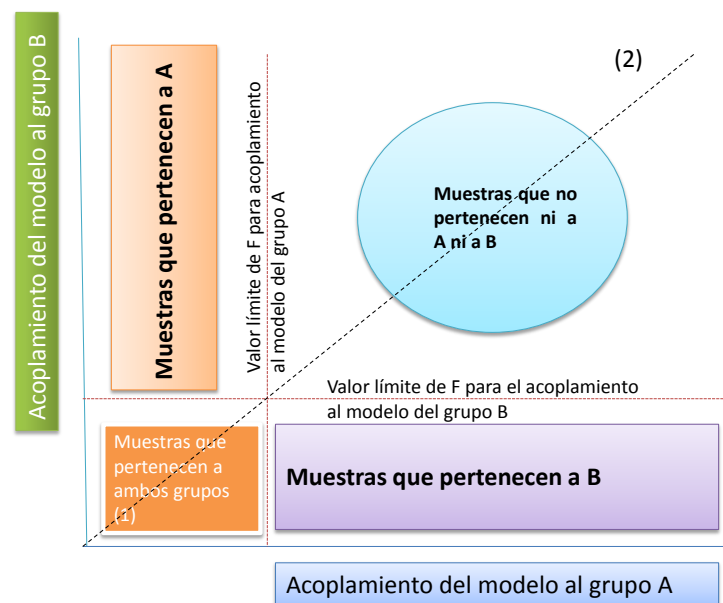 Acoplamiento del modelo al grupo B
Muestras que pertenecen a A
Valor límite de F para acoplamiento
al modelo del grupo A
(2)
Muestras que no
pertenecen ni a
A ni a B
Valor límite de F para el acoplamiento
al modelo del grupo B
Muestras que
pertenecen a
ambos grupos
(1)
Muestras que pertenecen a B
Acoplamiento del modelo al grupo A